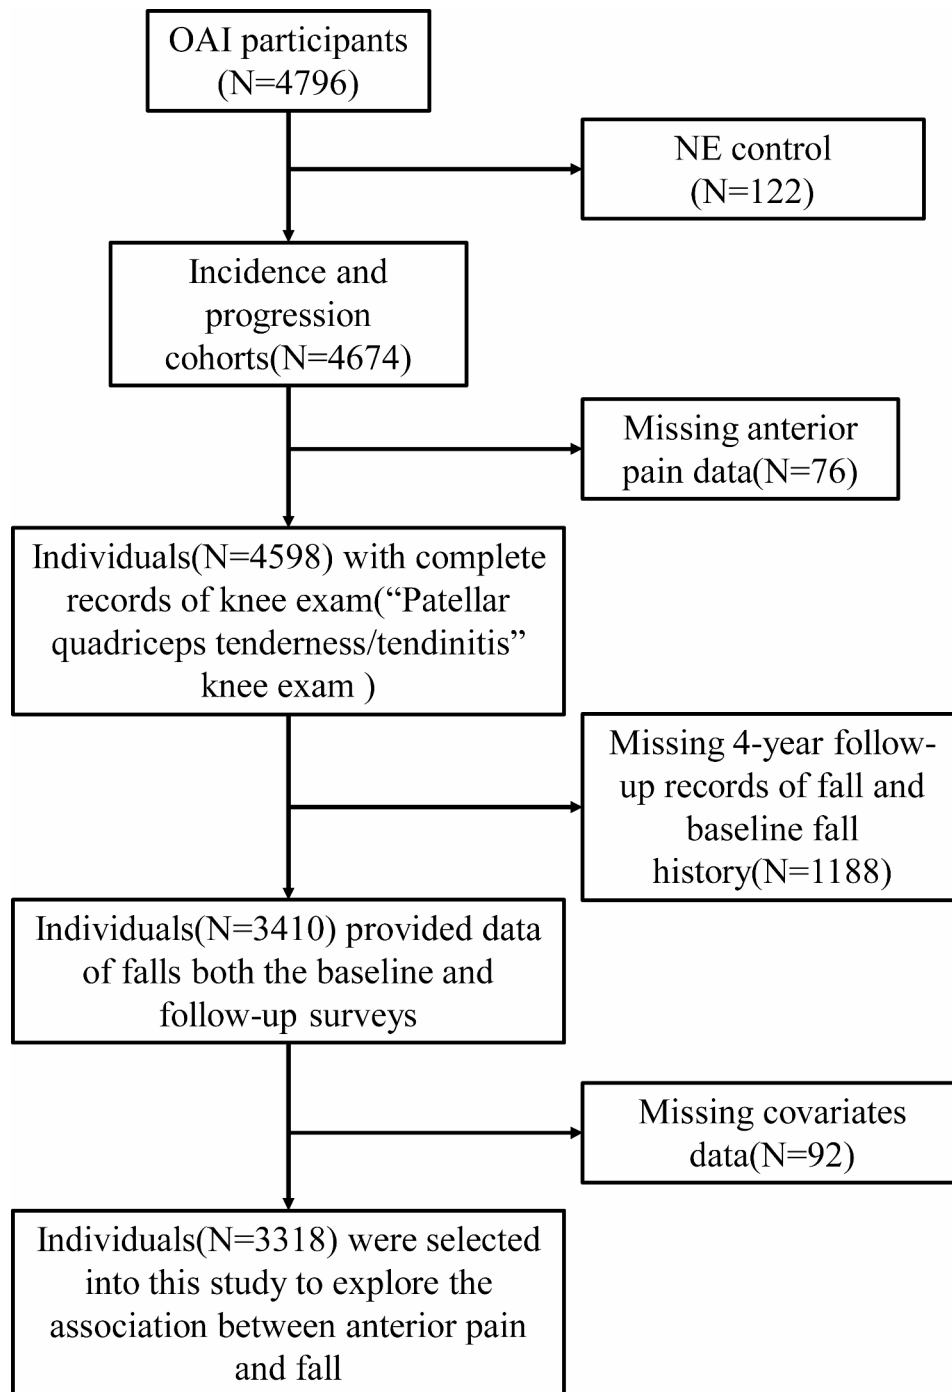 OAI participants
(N=4796)
NE control
(N=122)
Incidence and
progression
cohorts(N=4674)
Missing anterior
pain data(N=76)
Individuals(N=4598) with complete
records of knee exam(“Patellar
quadriceps tenderness/tendinitis”
knee exam )
Missing 4-year follow-
up records of fall and
baseline fall
history(N=1188)
Individuals(N=3410) provided data
of falls both the baseline and
follow-up surveys
Missing covariates
data(N=92)
Individuals(N=3318) were selected
into this study to explore the
association between anterior pain
and fall